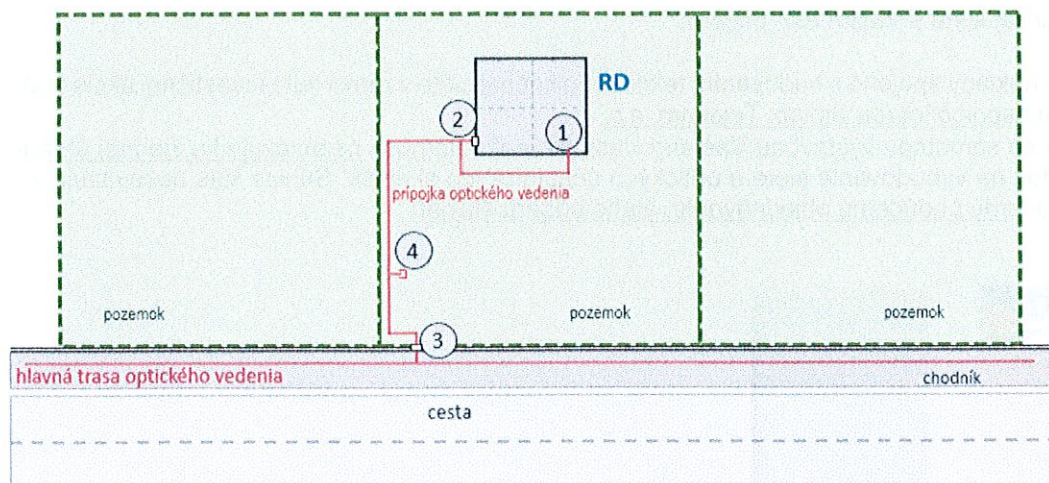 RD
2
1
prípojka optického vedenia
4
pozemok
pozemok
pozemok
3
hlavná trasa optického vedenia
chodník
cesta